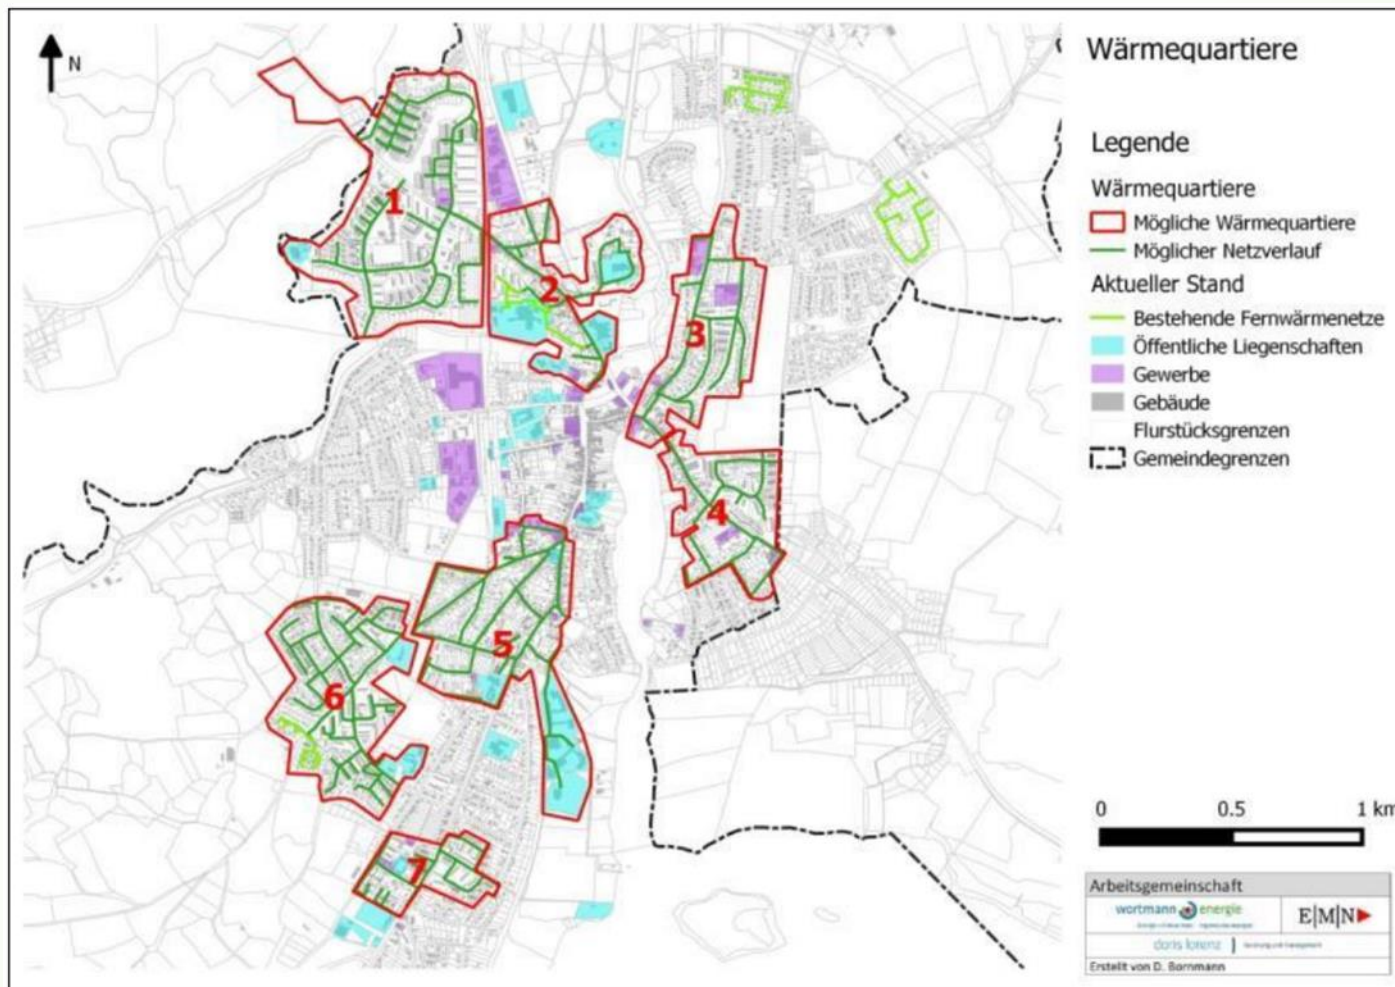 N
1
2
3
4
5
6
7
Wärmequartiere
Legende
Wärmequartiere
Mögliche Wärmequartiere
Möglicher Netzverlauf
Aktueller Stand
Bestehende Fernwärmenetze
Öffentliche Liegenschaften
Gewerbe
Gebäude
Flurstücksgrenzen
Gemeindegrenzen
0 0.5 1 km
Arbeitsgemeinschaft
wortmann energie
E|M|N
doris lorenz
Erstellt von D. Bornmann